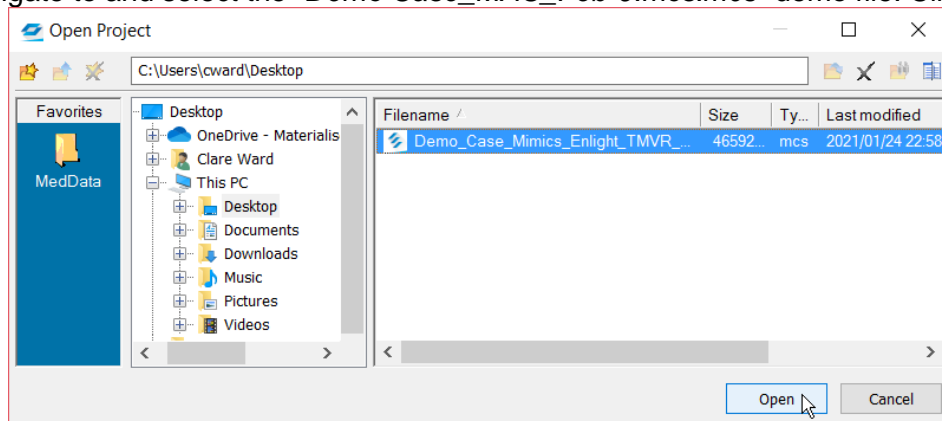 Open Project
C:\Users\cward\Desktop
Favorites
MedData
Desktop
OneDrive - Materialis
Clare Ward
This PC
Desktop
Documents
Downloads
Music
Pictures
Videos
Filename Size Ty... Last modified
Demo_Case_Mimics_Enlight_TMVR_... 46592... mcs 2021/01/24 22:58
Open Cancel